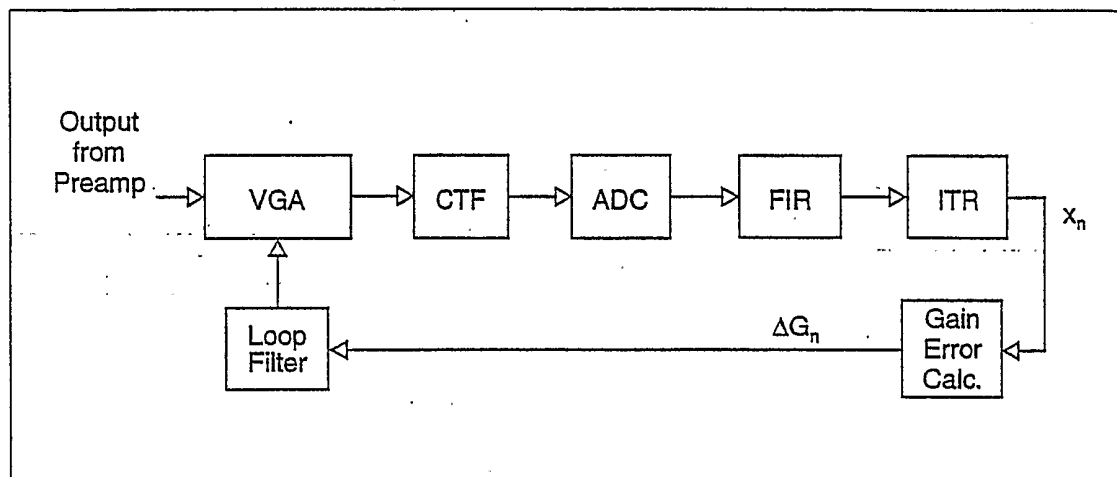 Output
from
Preamp
VGA
CTF
ADC
FIR
ITR
xₙ
Loop
Filter
ΔGₙ
Gain
Error
Calc.